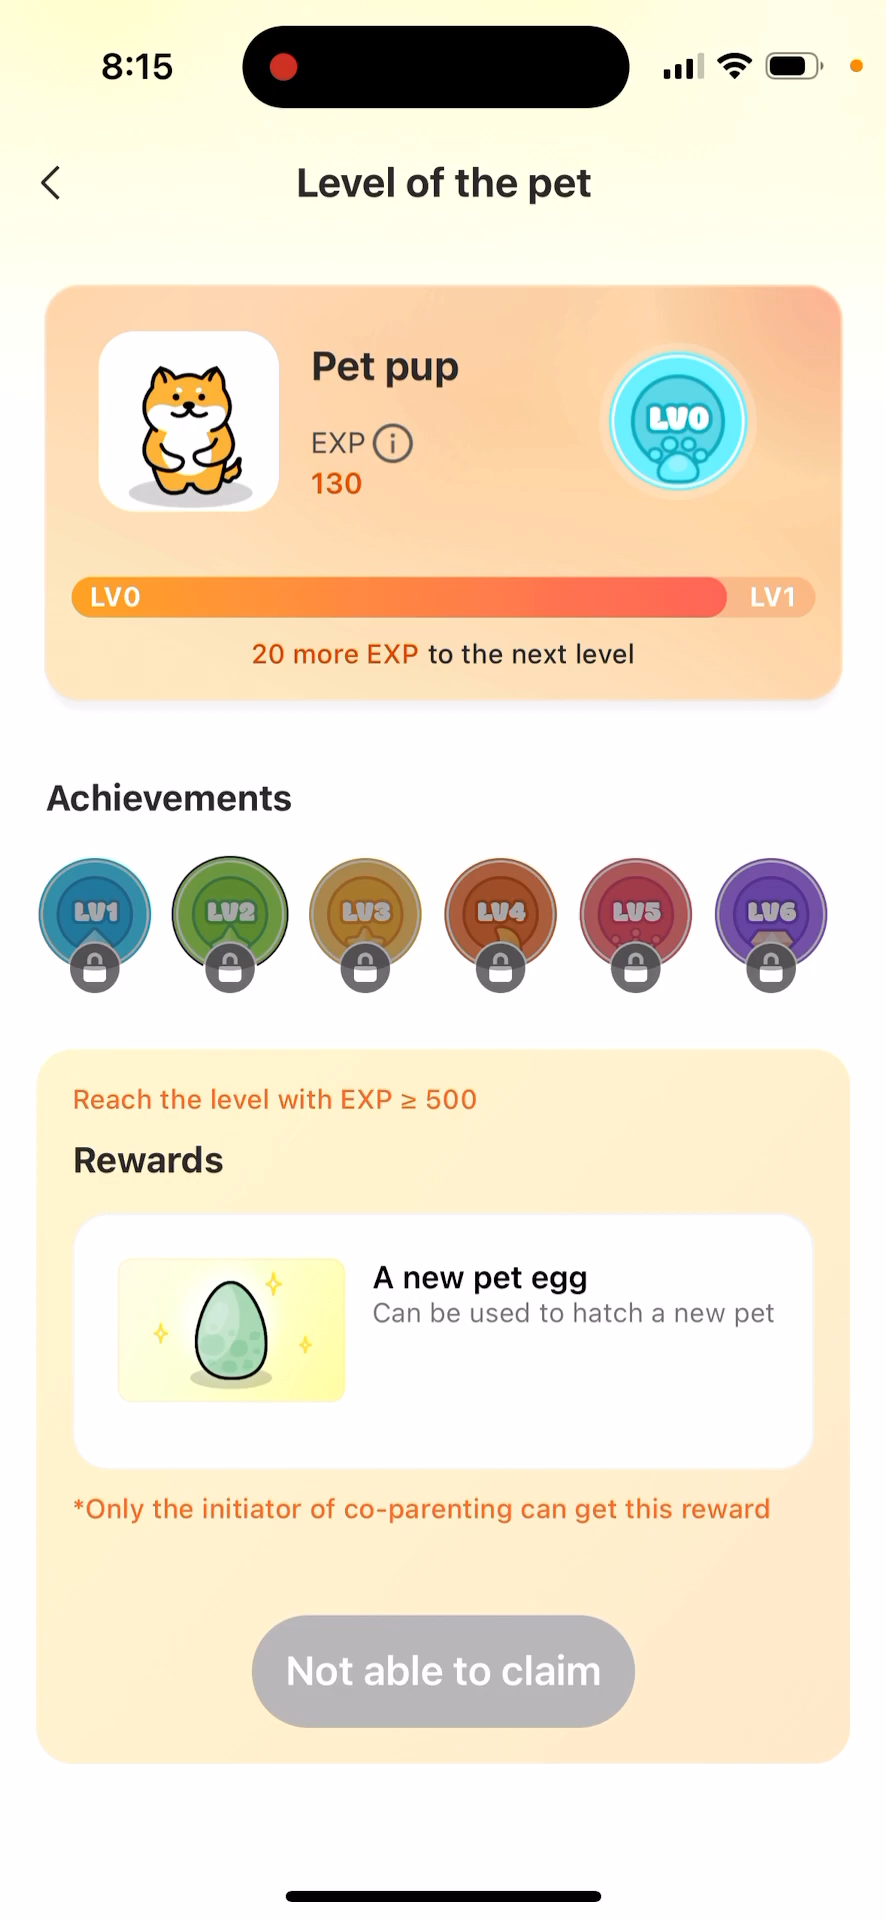 8:15
Level of the pet
Pet pup
EXP
130
LV0
LV0
LV1
20 more EXP to the next level
Achievements
LV1
LV2
LV3
LV4
LV5
LV6
Reach the level with EXP ≥ 500
Rewards
A new pet egg
Can be used to hatch a new pet
*Only the initiator of co-parenting can get this reward
Not able to claim